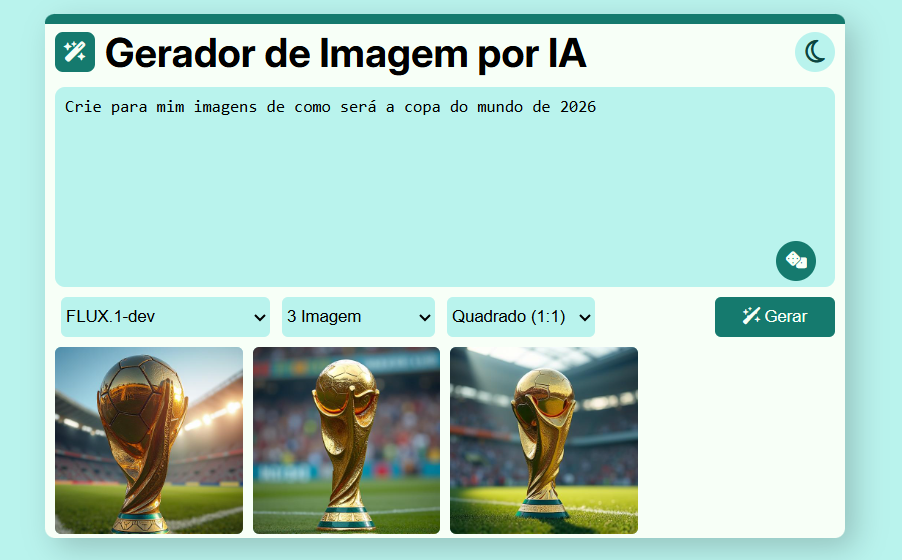 Gerador de Imagem por IA
Crie para mim imagens de como será a copa do mundo de 2026
FLUX.1-dev
3 Imagem
Quadrado (1:1)
Gerar